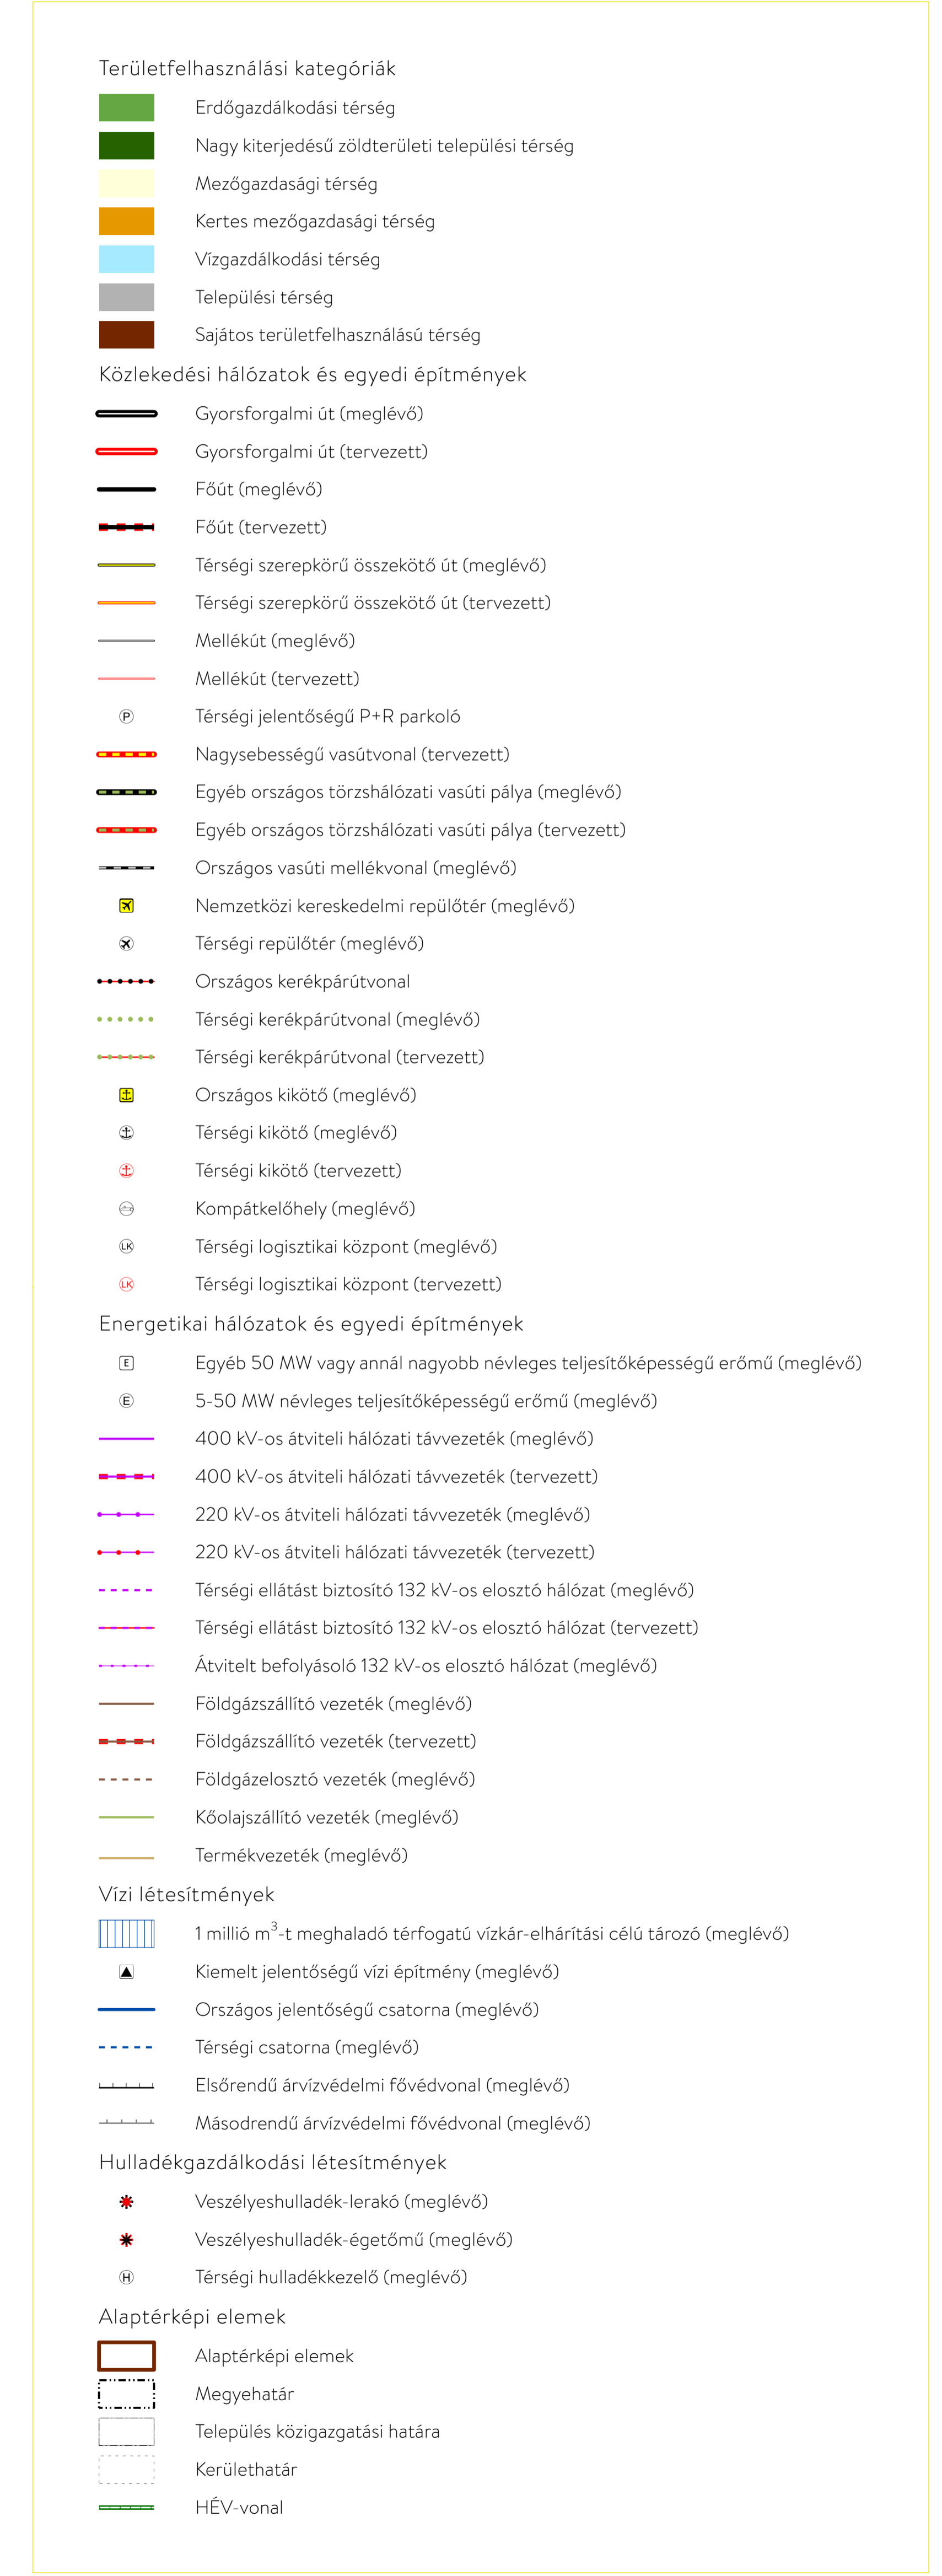 Területfelhasználási kategóriák
Erdőgazdálkodási térség
Nagy kiterjedésű zöldterületi települési térség
Mezőgazdasági térség
Kertes mezőgazdasági térség
Vízgazdálkodási térség
Települési térség
Sajátos területfelhasználású térség
Közlekedési hálózatok és egyedi építmények
Gyorsforgalmi út (meglévő)
Gyorsforgalmi út (tervezett)
Főút (meglévő)
Főút (tervezett)
Térségi szerepkörű összekötő út (meglévő)
Térségi szerepkörű összekötő út (tervezett)
Mellékút (meglévő)
Mellékút (tervezett)
P Térségi jelentőségű P+R parkoló
Nagysebességű vasútvonal (tervezett)
Egyéb országos törzshálózati vasúti pálya (meglévő)
Egyéb országos törzshálózati vasúti pálya (tervezett)
Országos vasúti mellékvonal (meglévő)
Nemzetközi kereskedelmi repülőtér (meglévő)
Térségi repülőtér (meglévő)
Országos kerékpárútvonal
Térségi kerékpárútvonal (meglévő)
Térségi kerékpárútvonal (tervezett)
Országos kikötő (meglévő)
Térségi kikötő (meglévő)
Térségi kikötő (tervezett)
Kompátkelőhely (meglévő)
LK Térségi logisztikai központ (meglévő)
LK Térségi logisztikai központ (tervezett)
Energetikai hálózatok és egyedi építmények
E Egyéb 50 MW vagy annál nagyobb névleges teljesítőképességű erőmű (meglévő)
E 5-50 MW névleges teljesítőképességű erőmű (meglévő)
400 kV-os átviteli hálózati távvezeték (meglévő)
400 kV-os átviteli hálózati távvezeték (tervezett)
220 kV-os átviteli hálózati távvezeték (meglévő)
220 kV-os átviteli hálózati távvezeték (tervezett)
Térségi ellátást biztosító 132 kV-os elosztó hálózat (meglévő)
Térségi ellátást biztosító 132 kV-os elosztó hálózat (tervezett)
Átvitelt befolyásoló 132 kV-os elosztó hálózat (meglévő)
Földgázszállító vezeték (meglévő)
Földgázszállító vezeték (tervezett)
Földgázelosztó vezeték (meglévő)
Kőolajszállító vezeték (meglévő)
Termékvezeték (meglévő)
Vízi létesítmények
1 millió m³-t meghaladó térfogatú vízkár-elhárítási célú tározó (meglévő)
Kiemelt jelentőségű vízi építmény (meglévő)
Országos jelentőségű csatorna (meglévő)
Térségi csatorna (meglévő)
Elsőrendű árvízvédelmi fővédvonal (meglévő)
Másodrendű árvízvédelmi fővédvonal (meglévő)
Hulladékgazdálkodási létesítmények
Veszélyeshulladék-lerakó (meglévő)
Veszélyeshulladék-égetőmű (meglévő)
H Térségi hulladékkezelő (meglévő)
Alaptérképi elemek
Alaptérképi elemek
Megyehatár
Település közigazgatási határa
Kerülethatár
HÉV-vonal